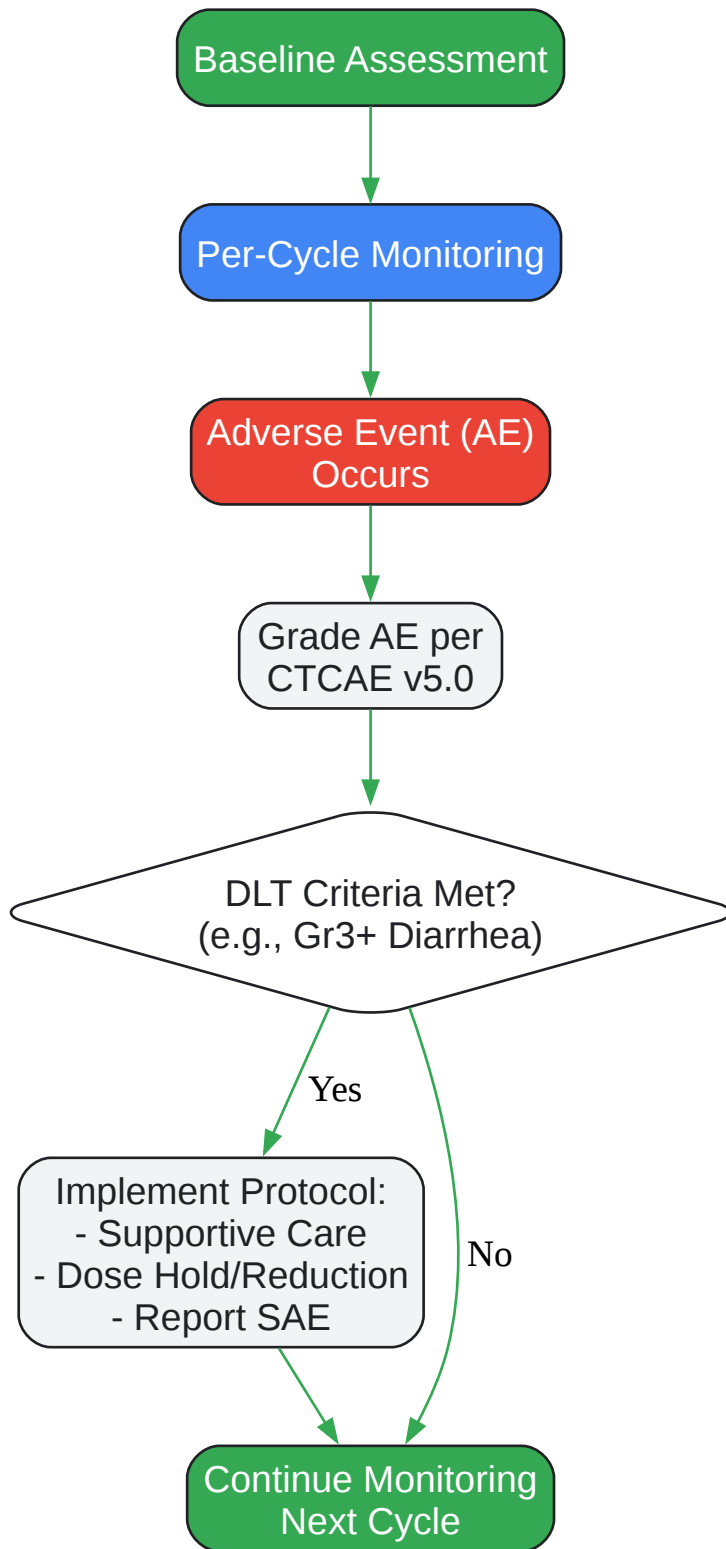 Baseline Assessment
Per-Cycle Monitoring
Adverse Event (AE)
Occurs
Grade AE per
CTCAE v5.0
DLT Criteria Met?
(e.g., Gr3+ Diarrhea)
Yes
Implement Protocol:
- Supportive Care
- Dose Hold/Reduction
- Report SAE
No
Continue Monitoring
Next Cycle